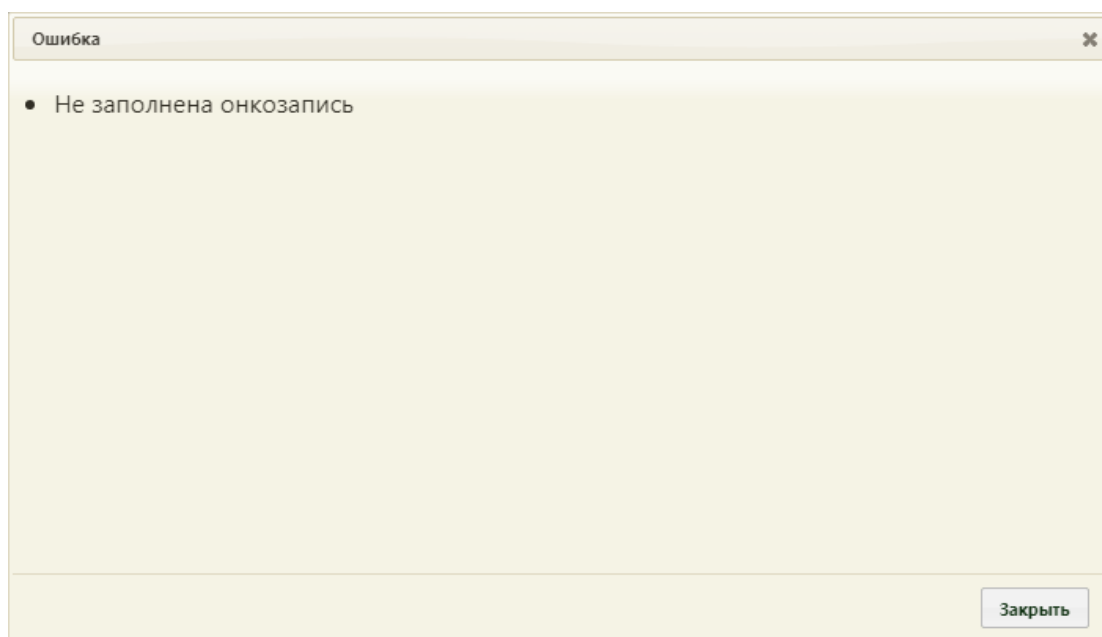 Ошибка
Не заполнена онкозапись
Закрыть